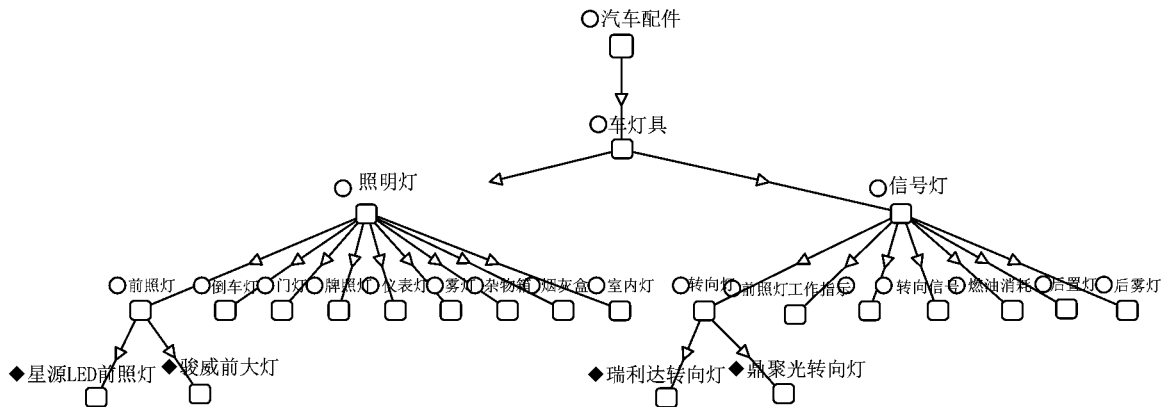 汽车配件
车灯具
照明灯
信号灯
前照灯
倒车灯
门灯
牌照灯
仪表灯
雾灯
杂物箱
烟灰盒
室内灯
转向灯
前照灯工作指示
转向信号
燃油消耗
后置灯
后雾灯
星源LED前照灯
骏威前大灯
瑞利达转向灯
鼎聚光转向灯